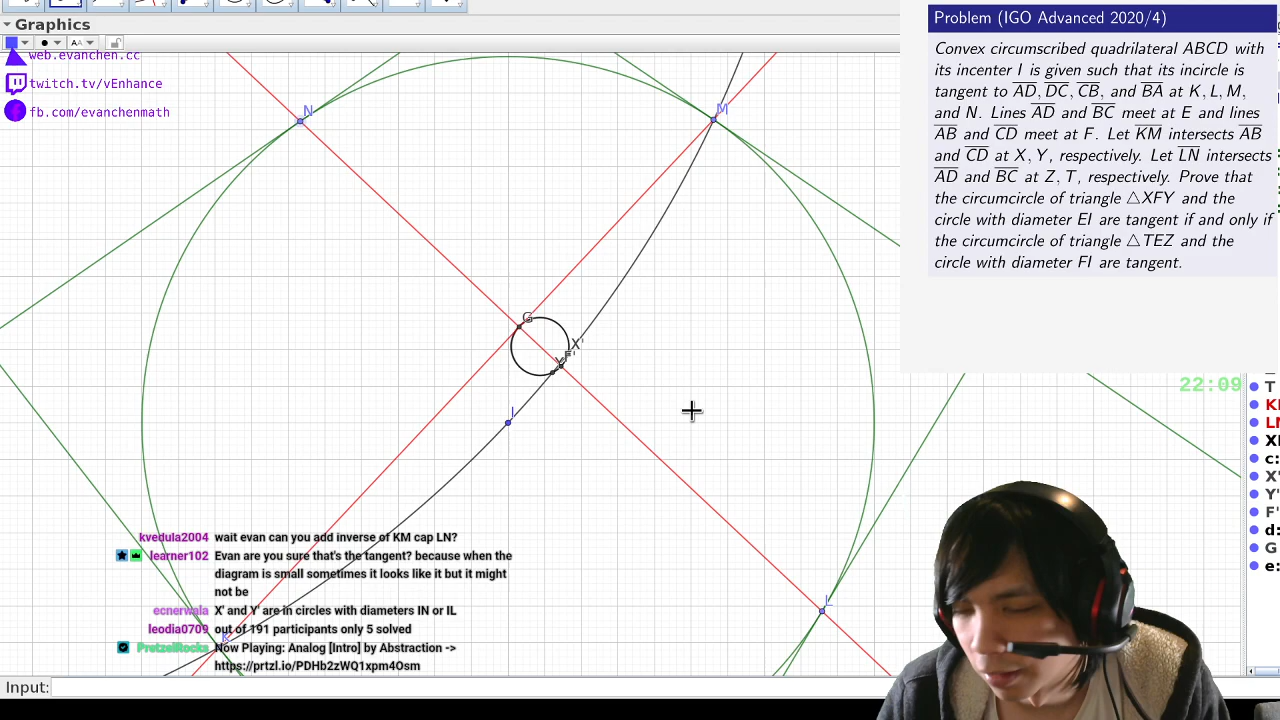 Graphics
web.evanchen.cc
twitch.tv/vEnhance
fb.com/evanchenmath
Problem (IGO Advanced 2020/4)
Convex circumscribed quadrilateral ABCD with
its incenter I is given such that its incircle is
tangent to AD, DC, CB, and BA at K, L, M,
and N. Lines AD and BC meet at E and lines
AB and CD meet at F. Let KM intersects AB
and CD at X, Y, respectively. Let LN intersects
AD and BC at Z, T, respectively. Prove that
the circumcircle of triangle △XFY and the
circle with diameter EI are tangent if and only if
the circumcircle of triangle △TEZ and the
circle with diameter FI are tangent.
N
M
G
X'
F'
I
L
K
22:09
T
X'
Y'
F'
d:
G
e:
c:
kvedula2004 wait evan can you add inverse of KM cap LN?
learner102 Evan are you sure that's the tangent? because when the
diagram is small sometimes it looks like it but it might
not be
ecnerwala X' and Y' are in circles with diameters IN or IL
leodia0709 out of 191 participants only 5 solved
PretzelRocks Now Playing: Analog [Intro] by Abstraction ->
https://prtzl.io/PDHb2zWQ1xpm4Osm
Input: